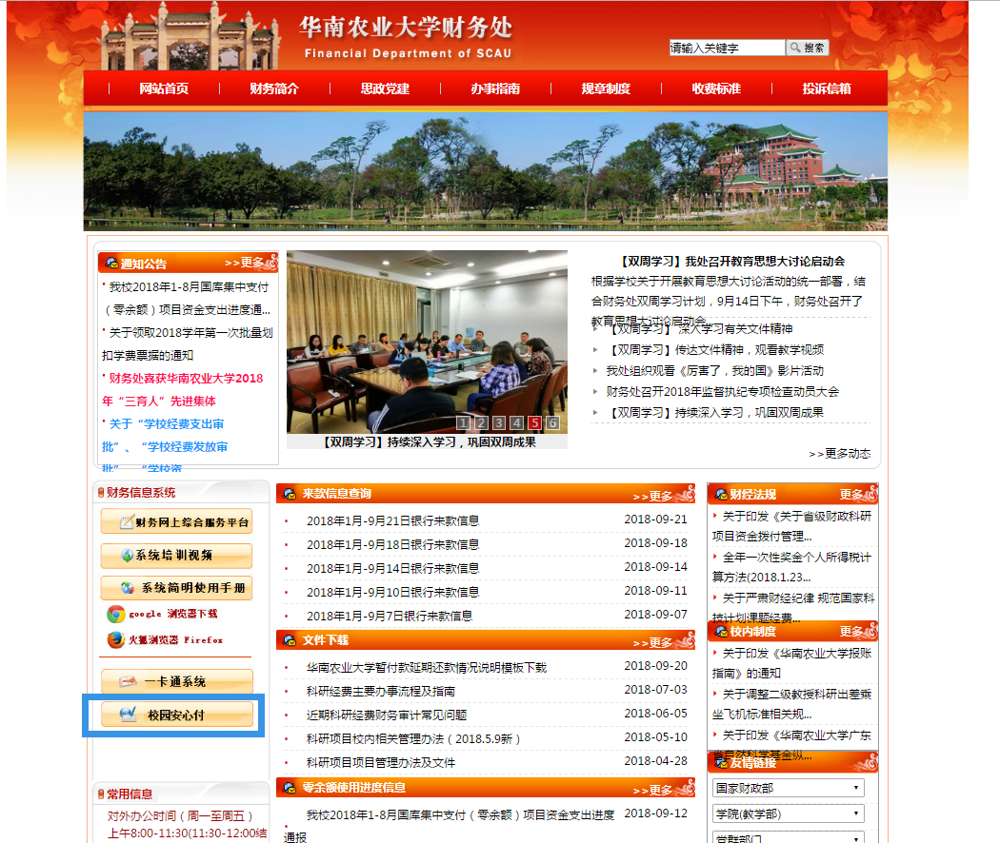 华南农业大学财务处
Financial Department of SCAU
请输入关键字 搜索
网站首页 财务简介 思政党建 办事指南 规章制度 收费标准 投诉信箱
通知公告 >>更多
我校2018年1-8月国库集中支付
（零余额）项目资金支出进度通...
关于领取2018学年第一次批量划
扣学费票据的通知
财务处喜获华南农业大学2018
年“三育人”先进集体
关于“学校经费支出审
批”、“学校经费发放审
批”、“学校资
1 2 3 4 5 6
【双周学习】持续深入学习，巩固双周成果
【双周学习】我处召开教育思想大讨论启动会
根据学校关于开展教育思想大讨论活动的统一部署，结
合财务处双周学习计划，9月14日下午，财务处召开了
教育思想大讨论启动会...
【双周学习】 深入学习有关文件精神
【双周学习】传达文件精神，观看教学视频
我处组织观看《厉害了，我的国》影片活动
财务处召开2018年监督执纪专项检查动员大会
【双周学习】持续深入学习，巩固双周成果
>>更多动态
财务信息系统
财务网上综合服务平台
系统培训视频
系统简明使用手册
google 浏览器下载
火狐浏览器 Firefox
一卡通系统
校园安心付
常用信息
对外办公时间（周一至周五）
上午8:00-11:30(11:30-12:00结
来款信息查询 >>更多
2018年1月-9月21日银行来款信息 2018-09-21
2018年1月-9月18日银行来款信息 2018-09-18
2018年1月-9月14日银行来款信息 2018-09-14
2018年1月-9月10日银行来款信息 2018-09-11
2018年1月-9月7日银行来款信息 2018-09-07
文件下载 >>更多
华南农业大学暂付款延期还款情况说明模板下载 2018-09-20
科研经费主要办事流程及指南 2018-07-03
近期科研经费财务审计常见问题 2018-06-05
科研项目校内相关管理办法（2018.5.9新） 2018-05-10
科研项目项目管理办法及文件 2018-04-28
零余额使用进度信息 >>更多
我校2018年1-8月国库集中支付（零余额）项目资金支出进度 2018-09-12
通报
财经法规 更多
关于印发《关于省级财政科研
项目资金拨付管理...
全年一次性奖金个人所得税计
算方法(2018.1.23...
关于严肃财经纪律 规范国家科
技计划课题经费...
校内制度 更多
关于印发《华南农业大学报账
指南》的通知
关于调整二级教授科研出差乘
坐飞机标准相关规...
关于印发《华南农业大学广东
省自然科学基金纵...
友情链接
国家财政部
学院(教学部)
党群部门